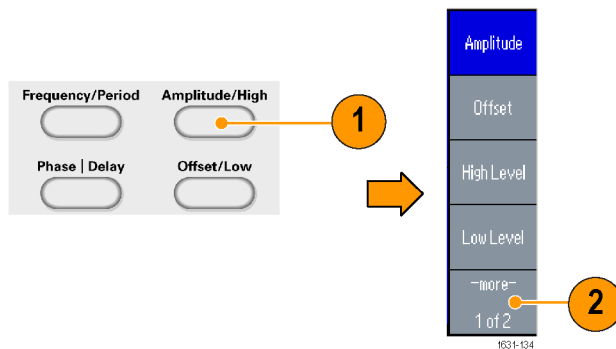 Frequency/Period
Amplitude/High
1
Phase | Delay
Offset/Low
Amplitude
Offset
High Level
Low Level
-more-
1 of 2
2
1631-134